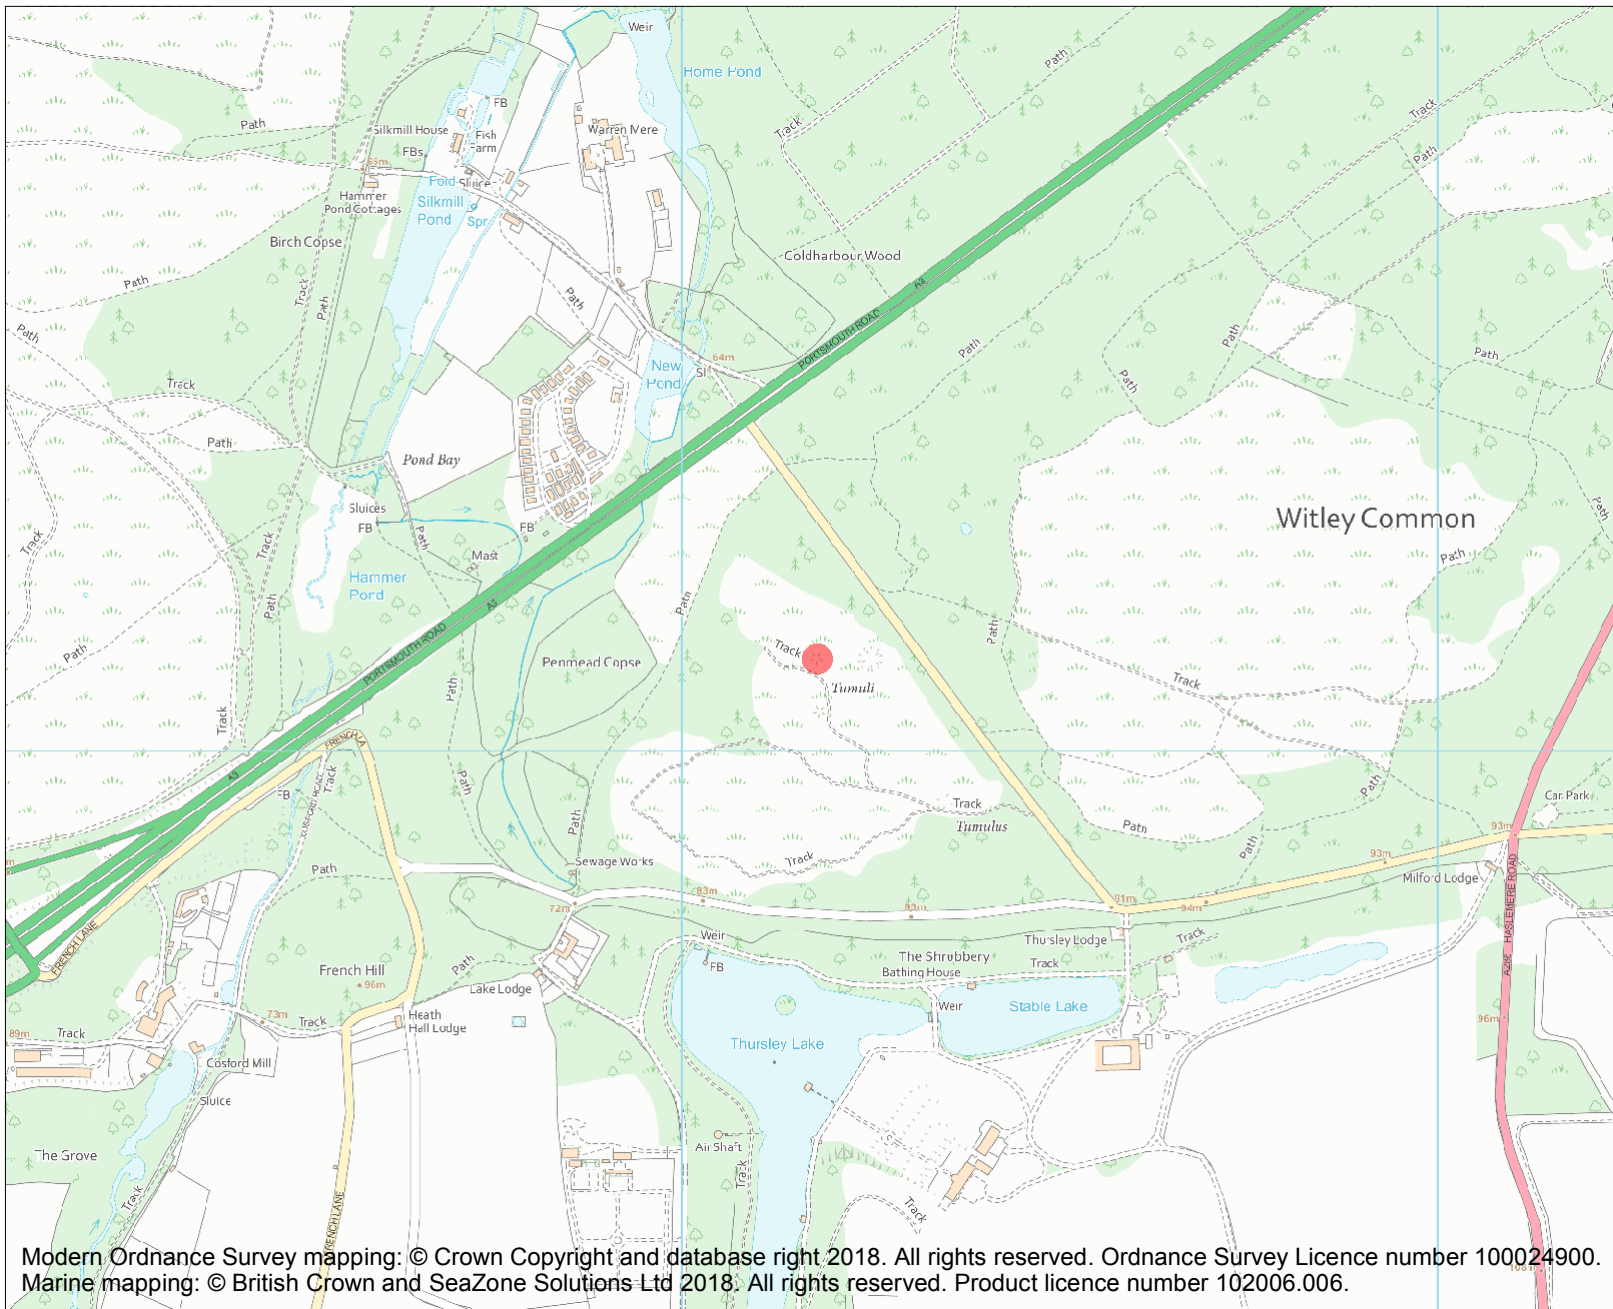 Weir
Home Pond
Path
Track
FB
Path
Silkmill House
Fish
Farm
Warren Mere
Track
FBs
Path
65m
Ford
Sluice
Hammer
Pond Cottages
Silkmill
Pond
Spr
Birch Copse
Coldharbour Wood
Path
Track
Path
Path
A3
PORTSMOUTH ROAD
Path
Path
Path
Path
64m
New
Pond
Sl
Path
Track
Path
Pond Bay
Path
Witley Common
Sluices
FB
FB
Path
Track
Track
Mast
Path
Hammer
Pond
A3
Path
Path
Path
PORTSMOUTH ROAD
Track
Path
Penmead Copse
Path
Tumuli
Track
Track
FRENCH LA
A3
Track
Path
Path
FB
Car Park
Track
Tumulus
Path
93m
Path
Path
Track
93m
Path
Sewage Works
Milford Lodge
HASLEMERE ROAD
83m
72m
93m
91m
94m
FRENCH LANE
Weir
Thursley Lodge
Track
The Shrubbery
Bathing House
Track
FB
French Hill
96m
Path
Lake Lodge
Weir
Stable Lake
73m
Track
Heath
Hall Lodge
96m
89m
Track
Thursley Lake
Cosford Mill
Sluice
The Grove
Air Shaft
Track
Track
FRENCH LANE
Track
Modern Ordnance Survey mapping: © Crown Copyright and database right 2018. All rights reserved. Ordnance Survey Licence number 100024900.
Marine mapping: © British Crown and SeaZone Solutions Ltd 2018. All rights reserved. Product licence number 102006.006.